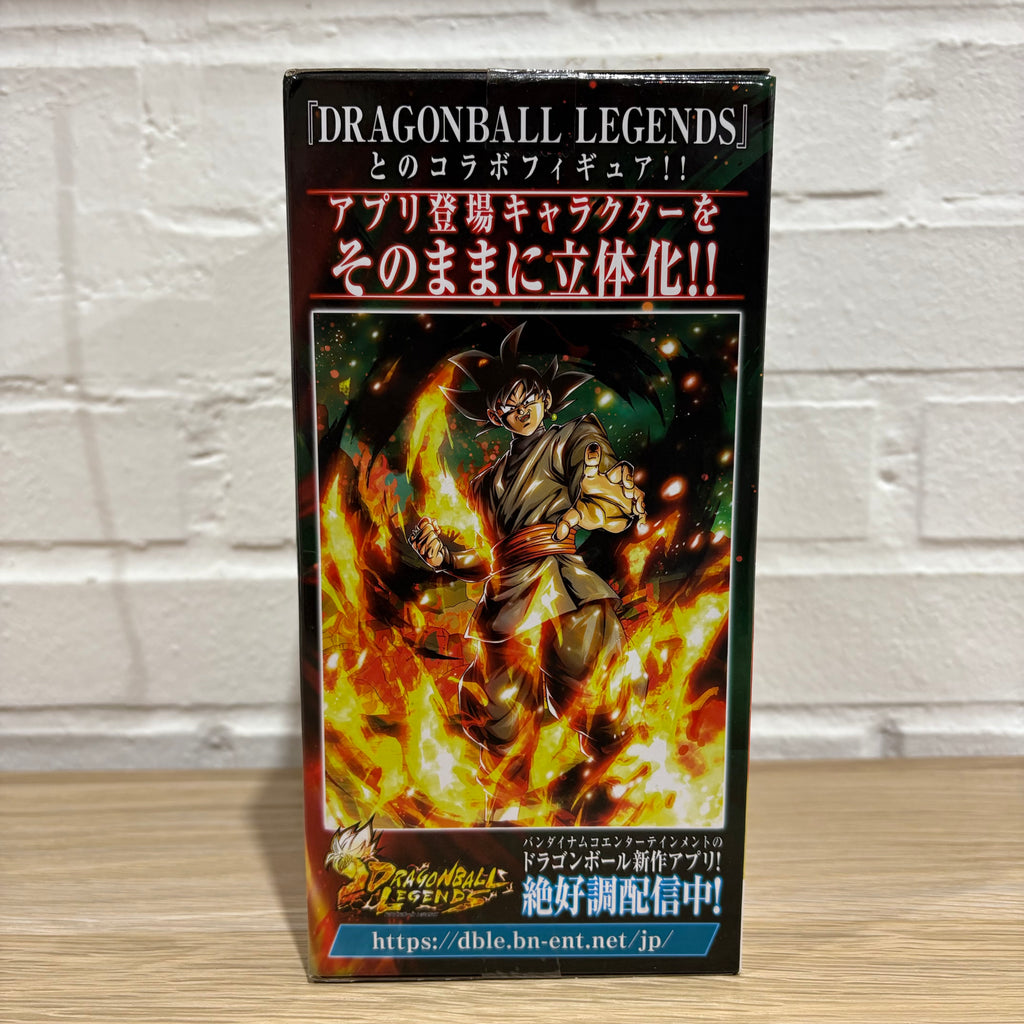 『DRAGONBALL LEGENDS』
とのコラボフィギュア!!
アプリ登場キャラクターを
そのままに立体化!!
バンダイナムコエンターテインメントの
ドラゴンボール新作アプリ!
絶好調配信中!
DRAGONBALL
LEGENDS
https://dble.bn-ent.net/jp/